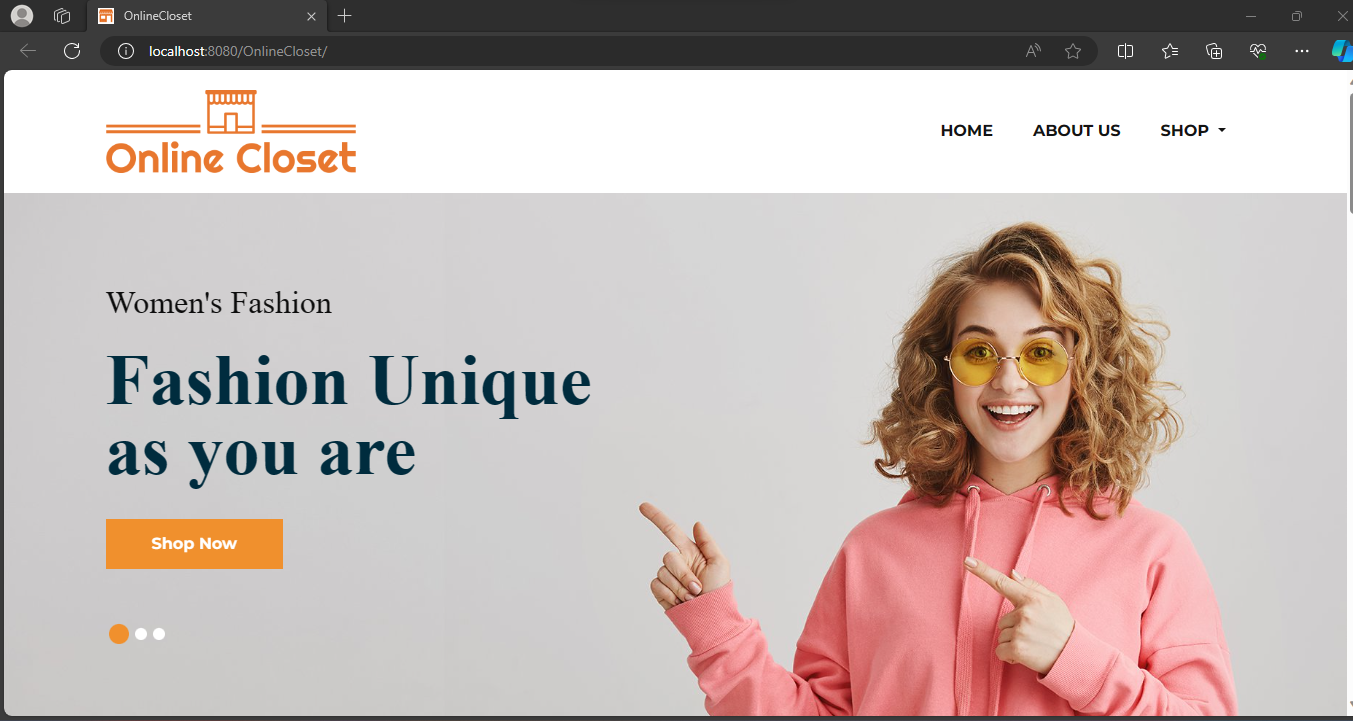 OnlineCloset
localhost:8080/OnlineCloset/
Online Closet
HOME ABOUT US SHOP
Women's Fashion
Fashion Unique
as you are
Shop Now